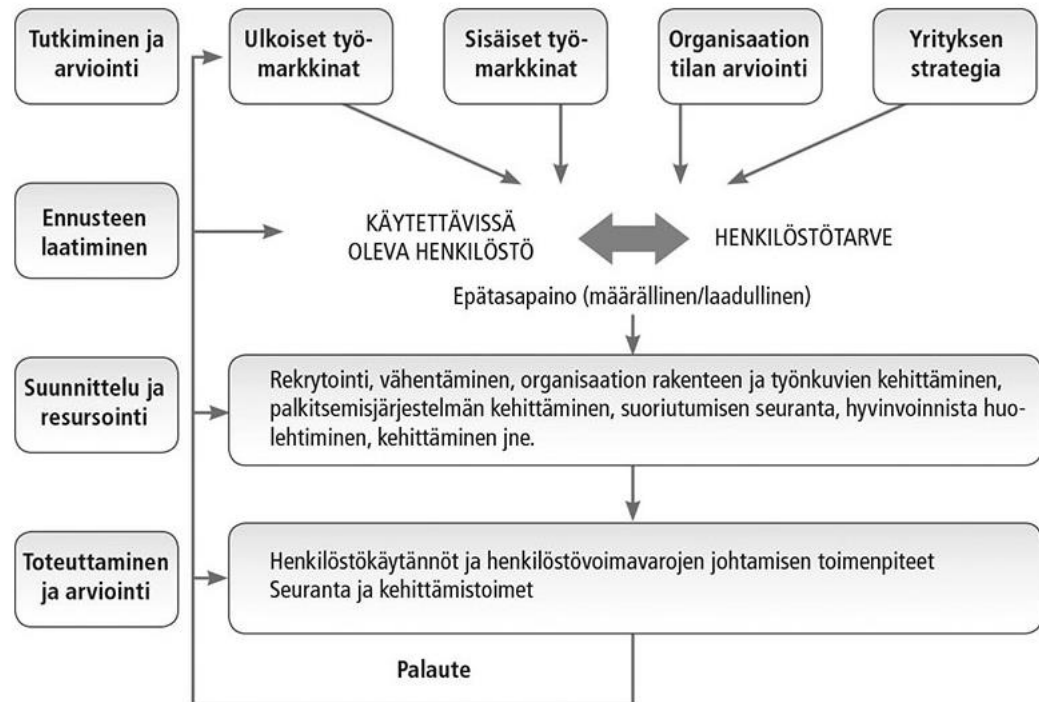 Tutkiminen ja
arviointi
Ulkoiset työ-
markkinat
Sisäiset työ-
markkinat
Organisaation
tilan arviointi
Yrityksen
strategia
Ennusteen
laatiminen
KÄYTETTÄVISSÄ
OLEVA HENKILÖSTÖ
HENKILÖSTÖTARVE
Epätasapaino (määrällinen/laadullinen)
Suunnittelu ja
resursointi
Rekrytointi, vähentäminen, organisaation rakenteen ja työnkuvien kehittäminen,
palkitsemisjärjestelmän kehittäminen, suoriutumisen seuranta, hyvinvoinnista huo-
lehtiminen, kehittäminen jne.
Toteuttaminen
ja arviointi
Henkilöstökäytännöt ja henkilöstövoimavarojen johtamisen toimenpiteet
Seuranta ja kehittämistoimet
Palaute